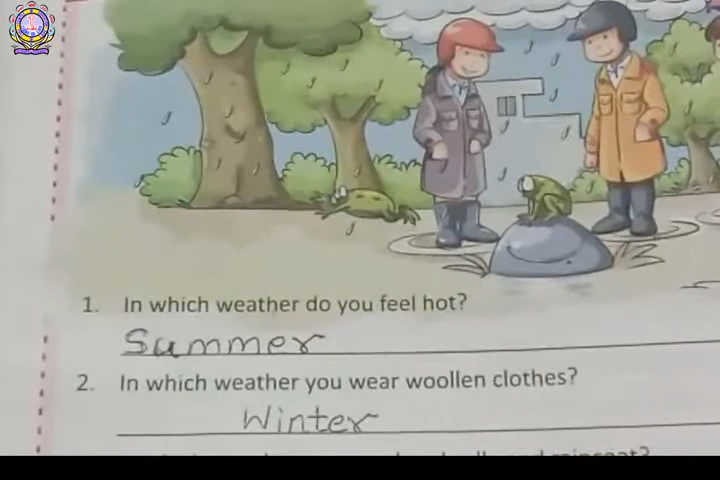 1. In which weather do you feel hot?
Summer
2. In which weather you wear woollen clothes?
Winter